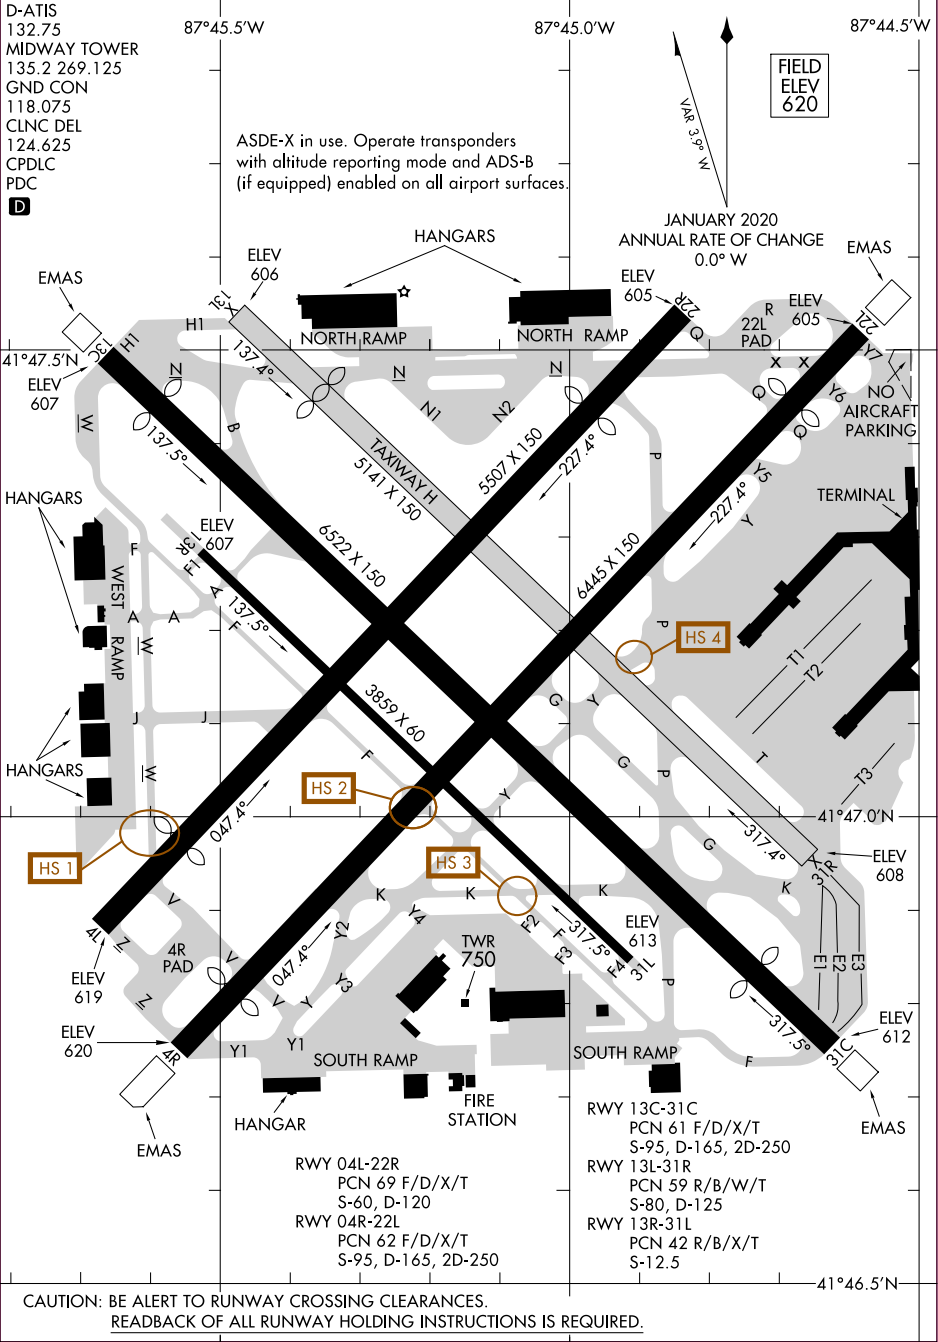 D-ATIS
132.75
MIDWAY TOWER
135.2 269.125
GND CON
118.075
CLNC DEL
124.625
CPDLC
PDC
D
87°45.5'W
87°45.0'W
87°44.5'W
FIELD
ELEV
620
VAR 3.9° W
ASDE-X in use. Operate transponders
with altitude reporting mode and ADS-B
(if equipped) enabled on all airport surfaces.
JANUARY 2020
ANNUAL RATE OF CHANGE
0.0° W
HANGARS
EMAS
ELEV
606
ELEV
605
EMAS
ELEV
605
13L
X
22R
22L
R
22L
PAD
H1
H1
NORTH RAMP
NORTH RAMP
Q
13C
41°47.5'N
ELEV
607
137.4°
N
N
N
X X
Y7
Y6
Q
Q
NO
AIRCRAFT
PARKING
W
B
N1
N2
137.5°
TAXIWAY H
5141 X 150
5507 X 150
227.4°
P
Y5
227.4°
Y
TERMINAL
HANGARS
ELEV
607
13R
F1
6522 X 150
6445 X 150
F
WEST
RAMP
A
A
A
F
137.5°
W
P
HS 4
T1
T2
J
J
3859 X 60
G
Y
F
G
P
T
HANGARS
W
HS 2
Y
T3
047.4°
41°47.0'N
HS 1
G
317.4°
X
31R
ELEV
608
HS 3
K
K
K
K
V
Y4
F2
317.5°
F
4L
Z
Y2
ELEV
613
4R
PAD
V
047.4°
TWR
750
F3
F4
31L
E1
E2
E3
ELEV
619
Z
V
Y
Y3
P
317.5°
ELEV
612
ELEV
620
4R
Y1
Y1
SOUTH RAMP
SOUTH RAMP
F
31C
HANGAR
FIRE
STATION
EMAS
EMAS
RWY 13C-31C
PCN 61 F/D/X/T
S-95, D-165, 2D-250
RWY 13L-31R
PCN 59 R/B/W/T
S-80, D-125
RWY 13R-31L
PCN 42 R/B/X/T
S-12.5
RWY 04L-22R
PCN 69 F/D/X/T
S-60, D-120
RWY 04R-22L
PCN 62 F/D/X/T
S-95, D-165, 2D-250
41°46.5'N
CAUTION: BE ALERT TO RUNWAY CROSSING CLEARANCES.
READBACK OF ALL RUNWAY HOLDING INSTRUCTIONS IS REQUIRED.